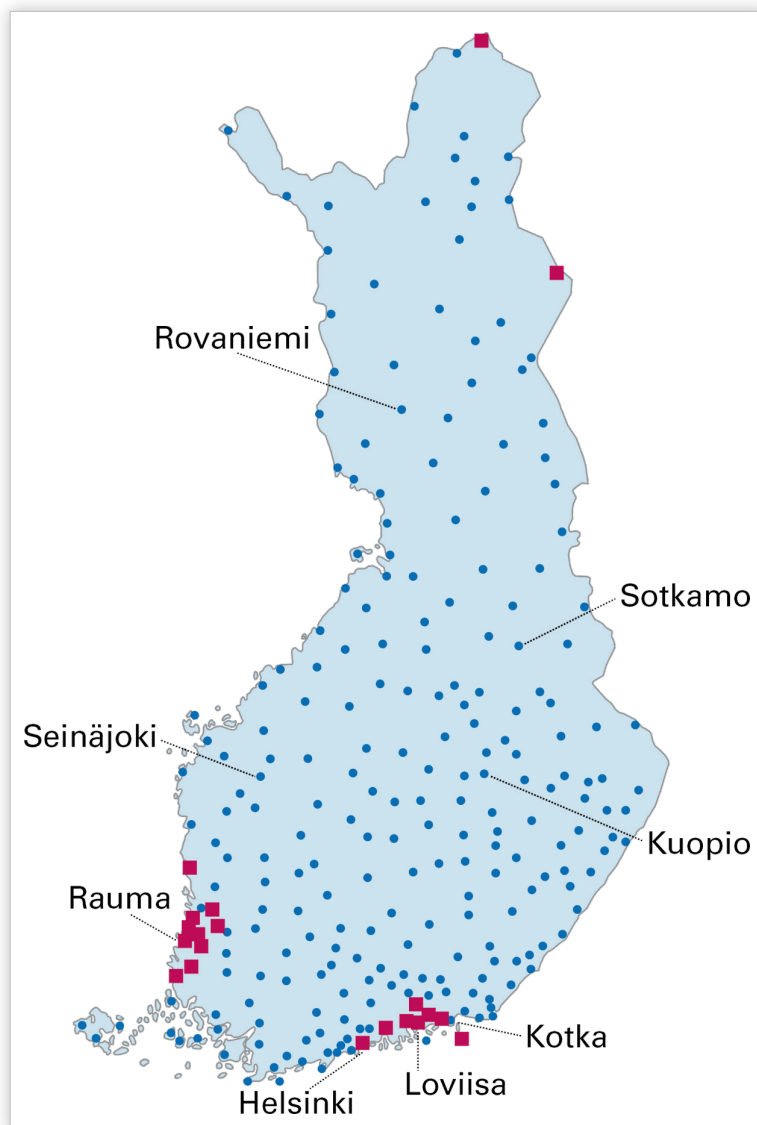 Rovaniemi
Sotkamo
Seinäjoki
Kuopio
Rauma
Kotka
Loviisa
Helsinki